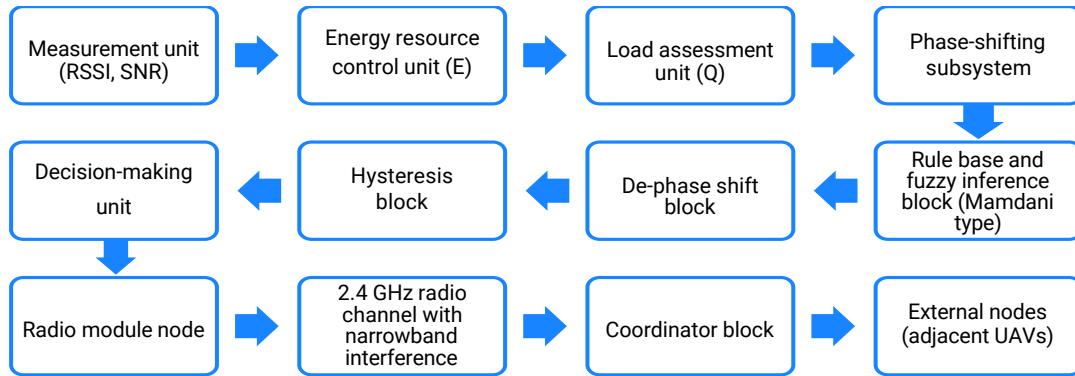 Measurement unit
(RSSI, SNR)
Energy resource
control unit (E)
Load assessment
unit (Q)
Phase-shifting
subsystem
Decision-making
unit
Hysteresis
block
De-phase shift
block
Rule base and
fuzzy inference
block (Mamdani
type)
Radio module node
2.4 GHz radio
channel with
narrowband
interference
Coordinator block
External nodes
(adjacent UAVs)